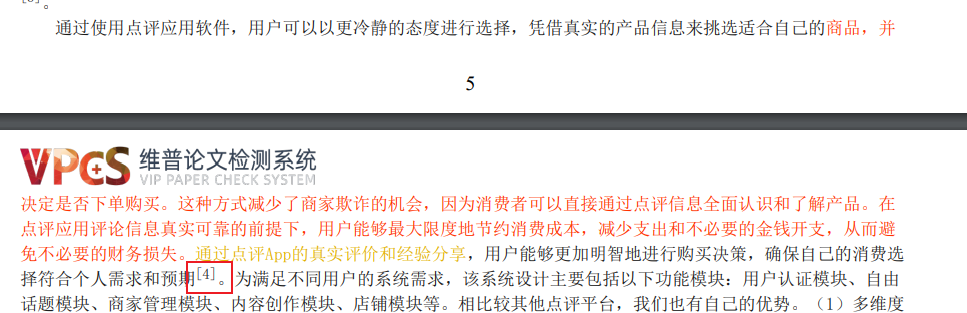 通过使用点评应用软件，用户可以以更冷静的态度进行选择，凭借真实的产品信息来挑选适合自己的商品，并
5
VPCS 维普论文检测系统
VIP PAPER CHECK SYSTEM
决定是否下单购买。这种方式减少了商家欺诈的机会，因为消费者可以直接通过点评信息全面认识和了解产品。在
点评应用评论信息真实可靠的前提下，用户能够最大限度地节约消费成本，减少支出和不必要的金钱开支，从而避
免不必要的财务损失。通过点评App的真实评价和经验分享，用户能够更加明智地进行购买决策，确保自己的消费选
择符合个人需求和预期[4]。为满足不同用户的系统需求，该系统设计主要包括以下功能模块：用户认证模块、自由
话题模块、商家管理模块、内容创作模块、店铺模块等。相比较其他点评平台，我们也有自己的优势。（1）多维度